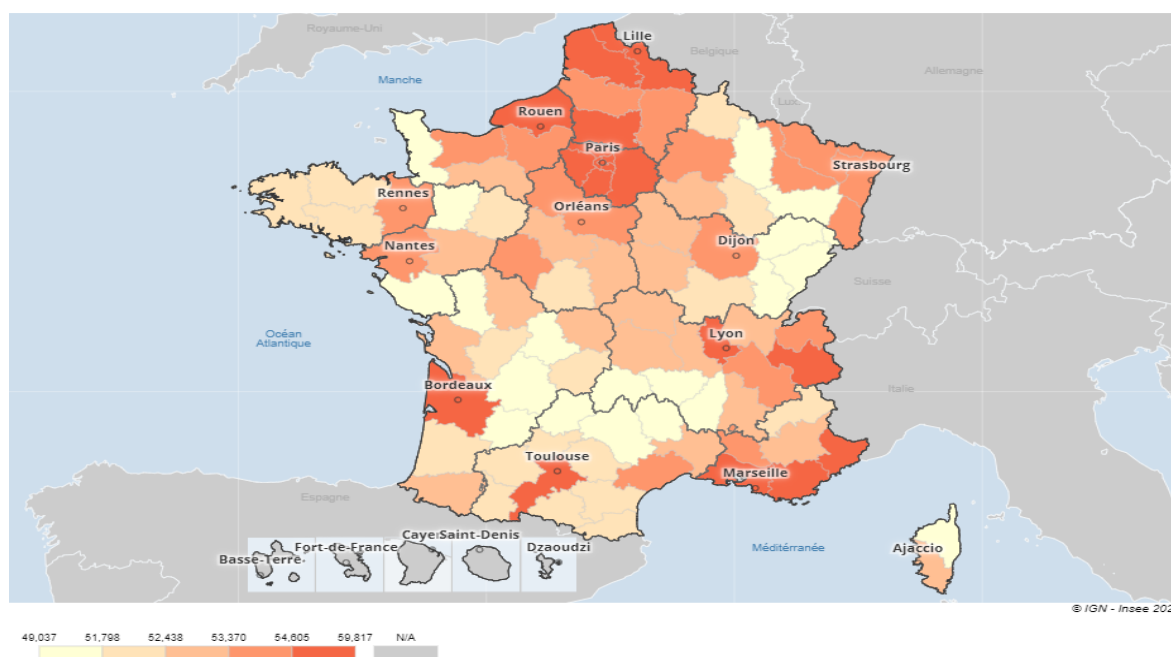 Royaume-Uni
Lille
Belgique
Allemagne
Manche
Lux.
Rouen
Paris
Strasbourg
Rennes
Orléans
Dijon
Nantes
Suisse
Océan
Atlantique
Lyon
Bordeaux
Italie
Toulouse
Marseille
Espagne
Basse-Terre
Fort-de-France
Saint-Denis
Dzaoudzi
Méditérranée
Ajaccio
© IGN - Insee 202
49,037 51,798 52,438 53,370 54,605 59,817 N/A